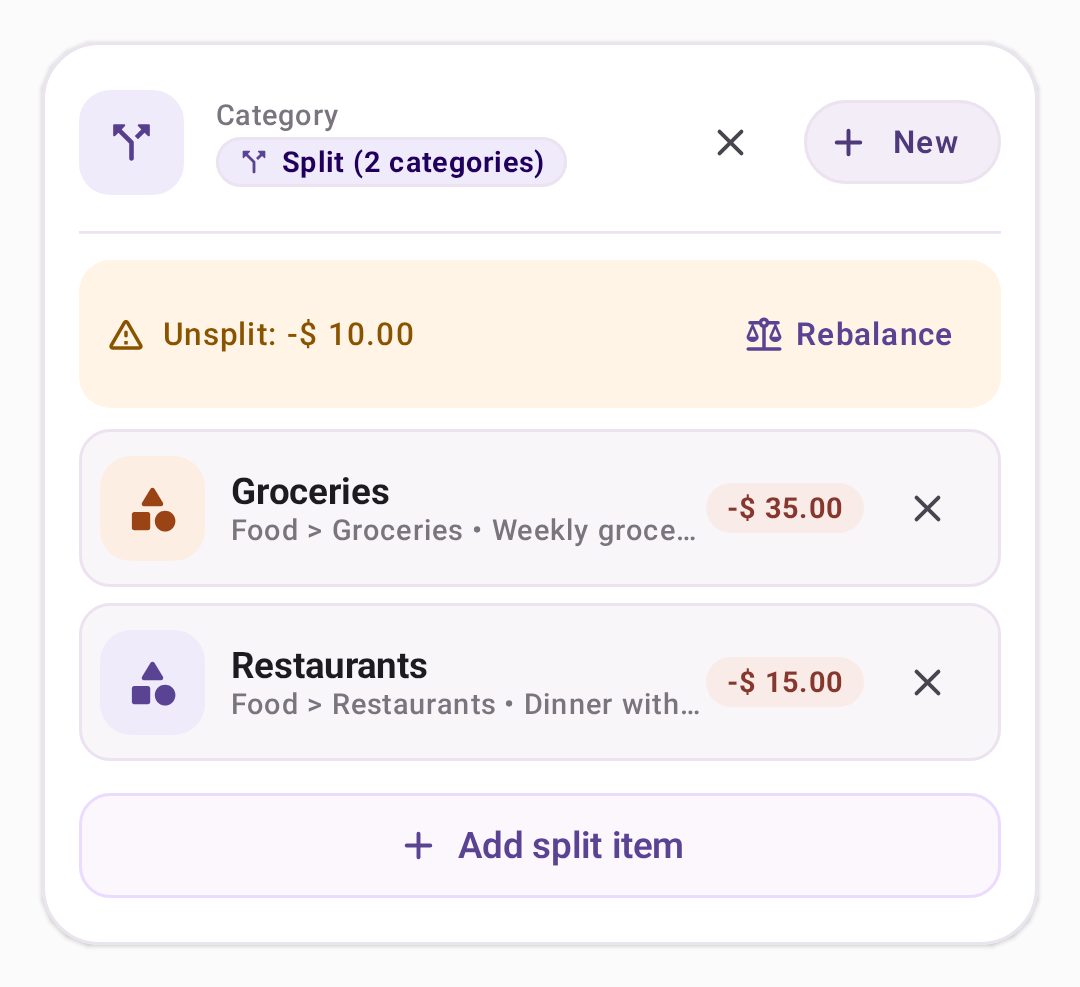 Category
Split (2 categories)
New
Unsplit: -$ 10.00
Rebalance
Groceries
Food > Groceries • Weekly groce…
-$ 35.00
Restaurants
Food > Restaurants • Dinner with…
-$ 15.00
Add split item